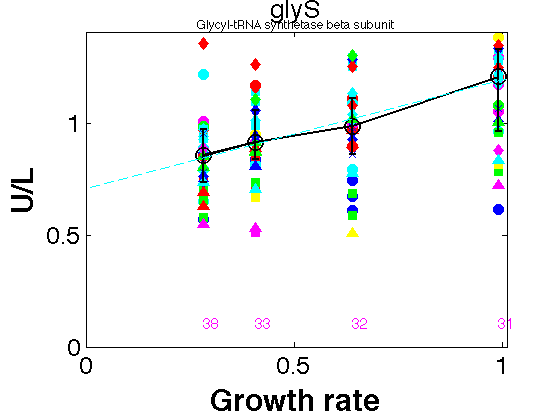 glyS
Glycyl-tRNA synthetase beta subunit
U/L
1
0.5
0
38 33 32 31
0 0.5 1
Growth rate